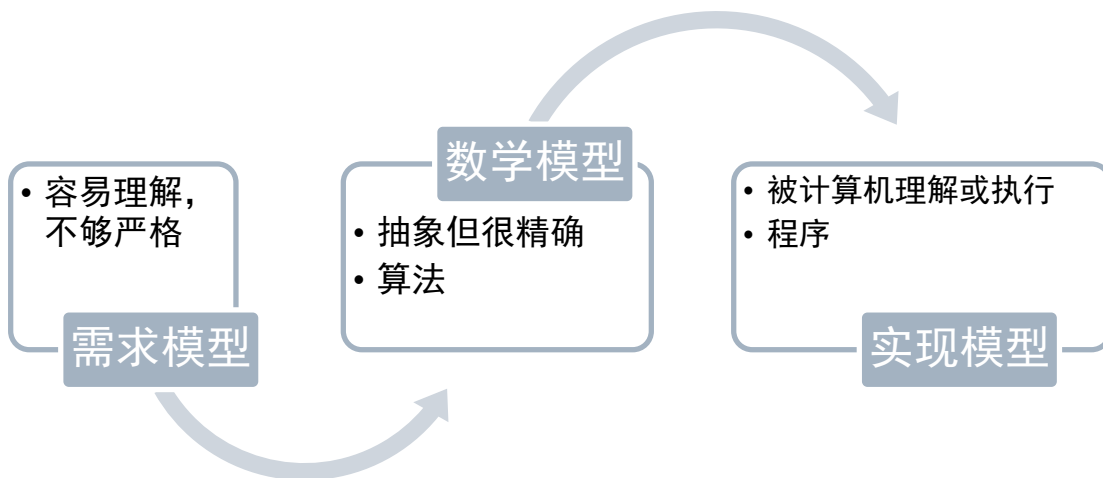 • 容易理解，
不够严格
需求模型
数学模型
• 抽象但很精确
• 算法
• 被计算机理解或执行
• 程序
实现模型